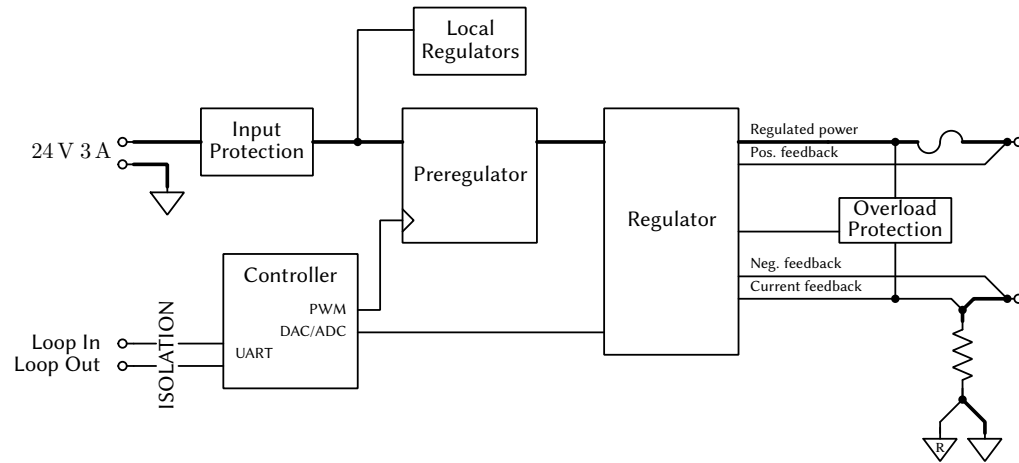 Local
Regulators
24 V 3 A
Input
Protection
Preregulator
Regulator
Regulated power
Pos. feedback
Overload
Protection
Neg. feedback
Current feedback
Controller
PWM
DAC/ADC
UART
Loop In
Loop Out
ISOLATION
R